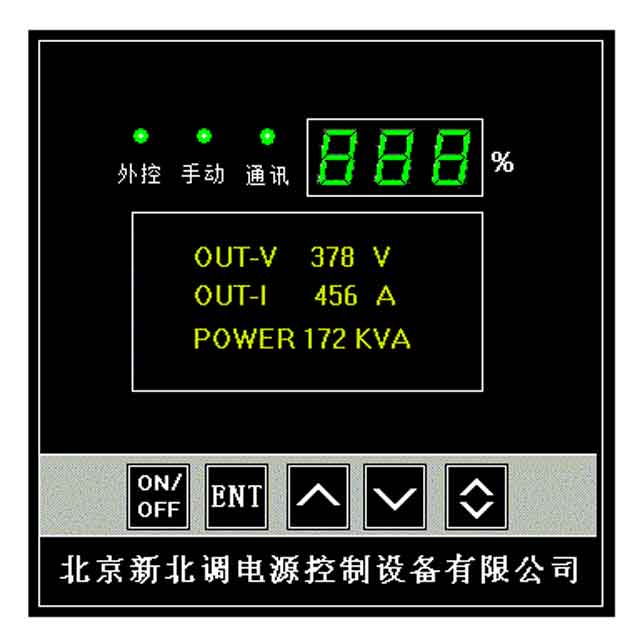 外控 手动 通讯 888 %
OUT-V 378 V
OUT-I 456 A
POWER 172 KVA
ON/
OFF
ENT
北京新北调电源控制设备有限公司